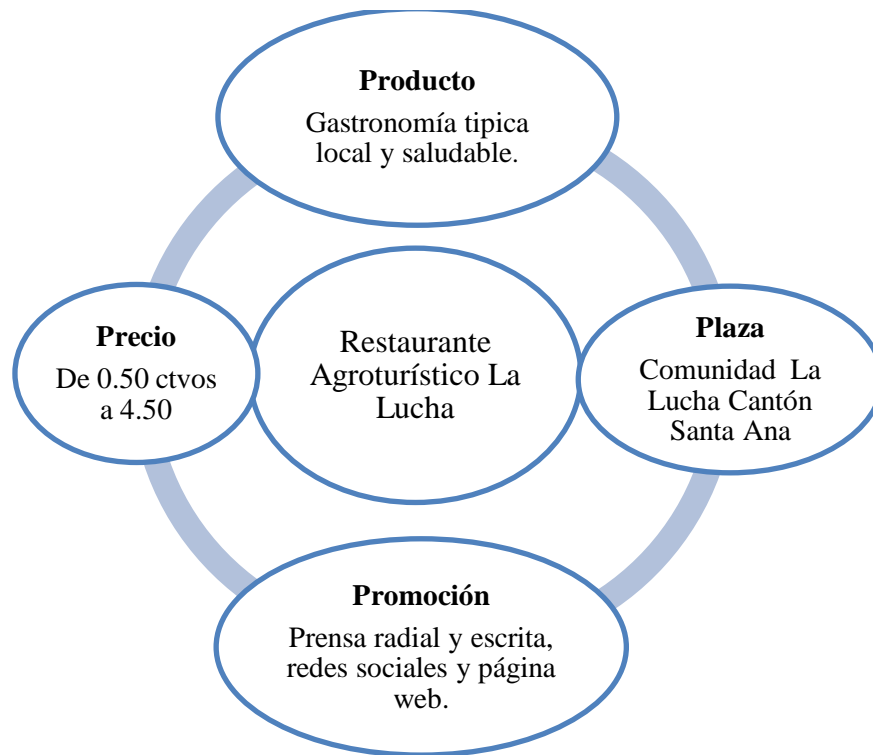 Producto
Gastronomía tipica
local y saludable.
Precio
De 0.50 ctvos
a 4.50
Restaurante
Agroturístico La
Lucha
Plaza
Comunidad La
Lucha Cantón
Santa Ana
Promoción
Prensa radial y escrita,
redes sociales y página
web.